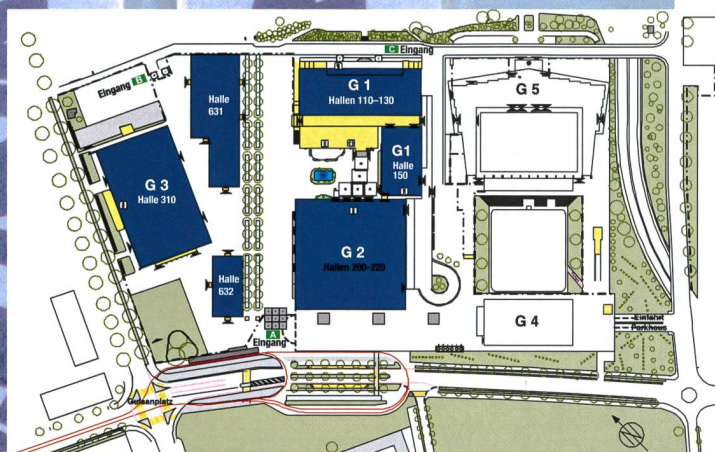 C Eingang
G 1
Hallen 110–130
G 5
Eingang B
Halle
631
G1
Halle
150
G 3
Halle 310
G 2
Hallen 200–220
Halle
632
G 4
A
Eingang
Einfahrt
Parkhaus
Guisanplatz
N